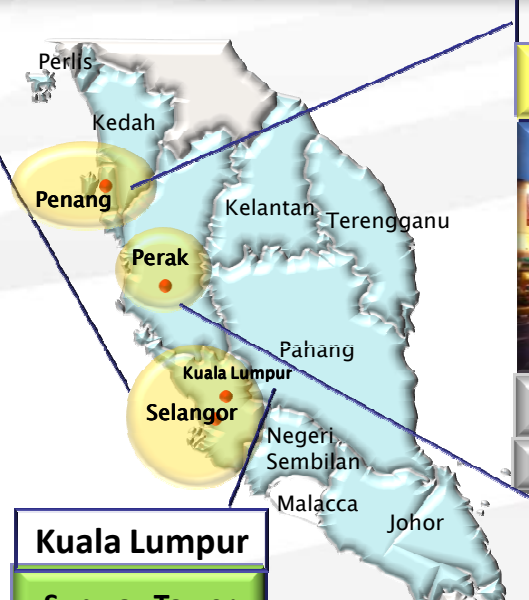 Perlis
Kedah
Penang
Kelantan
Terengganu
Perak
Pahang
Kuala Lumpur
Selangor
Negeri
Sembilan
Malacca
Johor
Kuala Lumpur